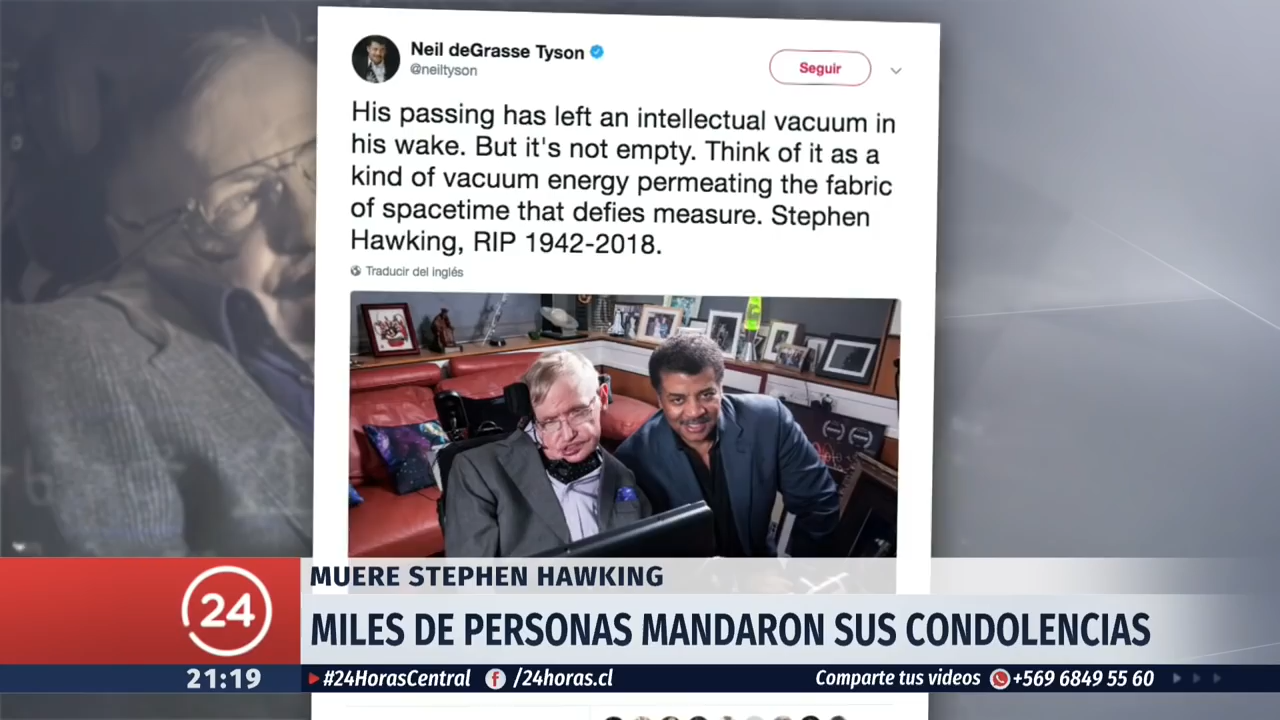 Neil deGrasse Tyson
@neiltyson
Seguir
His passing has left an intellectual vacuum in
his wake. But it's not empty. Think of it as a
kind of vacuum energy permeating the fabric
of spacetime that defies measure. Stephen
Hawking, RIP 1942-2018.
Traducir del inglés
MUERE STEPHEN HAWKING
24
MILES DE PERSONAS MANDARON SUS CONDOLENCIAS
21:19
#24HorasCentral
/24horas.cl
Comparte tus videos
+569 6849 55 60